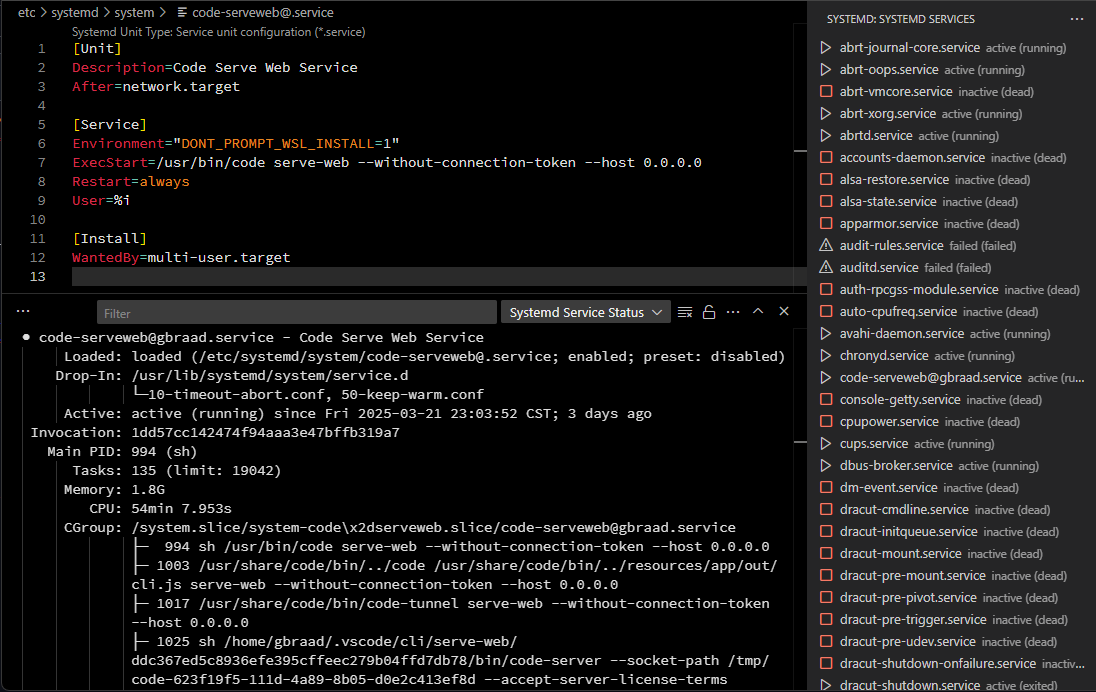 etc > systemd > system > code-serveweb@.service
Systemd Unit Type: Service unit configuration (*.service)
1 [Unit]
2 Description=Code Serve Web Service
3 After=network.target
4
5 [Service]
6 Environment="DONT_PROMPT_WSL_INSTALL=1"
7 ExecStart=/usr/bin/code serve-web --without-connection-token --host 0.0.0.0
8 Restart=always
9 User=%i
10
11 [Install]
12 WantedBy=multi-user.target
13
Filter
Systemd Service Status
● code-serveweb@gbraad.service - Code Serve Web Service
Loaded: loaded (/etc/systemd/system/code-serveweb@.service; enabled; preset: disabled)
Drop-In: /usr/lib/systemd/system/service.d
└─10-timeout-abort.conf, 50-keep-warm.conf
Active: active (running) since Fri 2025-03-21 23:03:52 CST; 3 days ago
Invocation: 1dd57cc142474f94aaa3e47bffb319a7
Main PID: 994 (sh)
Tasks: 135 (limit: 19042)
Memory: 1.8G
CPU: 54min 7.953s
CGroup: /system.slice/system-code\x2dserveweb.slice/code-serveweb@gbraad.service
├─ 994 sh /usr/bin/code serve-web --without-connection-token --host 0.0.0.0
├─ 1003 /usr/share/code/bin/../code /usr/share/code/bin/../resources/app/out/
cli.js serve-web --without-connection-token --host 0.0.0.0
├─ 1017 /usr/share/code/bin/code-tunnel serve-web --without-connection-token
--host 0.0.0.0
├─ 1025 sh /home/gbraad/.vscode/cli/serve-web/
ddc367ed5c8936efe395cffeec279b04ffd7db78/bin/code-server --socket-path /tmp/
code-623f19f5-111d-4a89-8b05-d0e2c413ef8d --accept-server-license-terms
SYSTEMD: SYSTEMD SERVICES
abrt-journal-core.service active (running)
abrt-oops.service active (running)
abrt-vmcore.service inactive (dead)
abrt-xorg.service active (running)
abrtd.service active (running)
accounts-daemon.service inactive (dead)
alsa-restore.service inactive (dead)
alsa-state.service inactive (dead)
apparmor.service inactive (dead)
audit-rules.service failed (failed)
auditd.service failed (failed)
auth-rpcgss-module.service inactive (dead)
auto-cpufreq.service inactive (dead)
avahi-daemon.service active (running)
chronyd.service active (running)
code-serveweb@gbraad.service active (ru...
console-getty.service inactive (dead)
cpupower.service inactive (dead)
cups.service active (running)
dbus-broker.service active (running)
dm-event.service inactive (dead)
dracut-cmdline.service inactive (dead)
dracut-initqueue.service inactive (dead)
dracut-mount.service inactive (dead)
dracut-pre-mount.service inactive (dead)
dracut-pre-pivot.service inactive (dead)
dracut-pre-trigger.service inactive (dead)
dracut-pre-udev.service inactive (dead)
dracut-shutdown-onfailure.service inactiv...
dracut-shutdown.service active (exited)